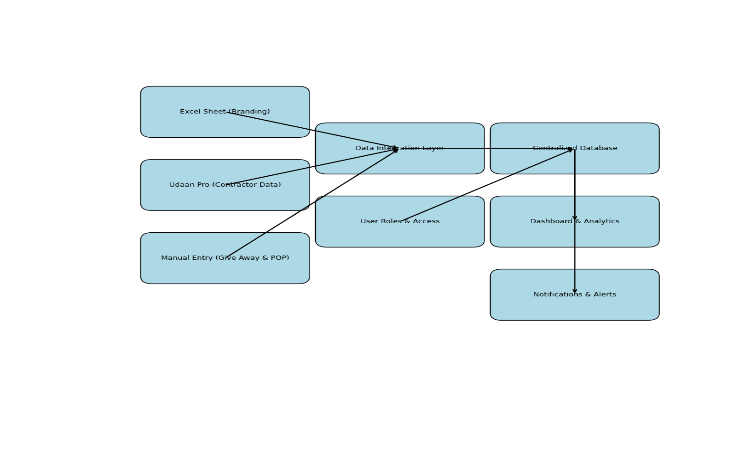 Excel Sheet (Branding)
Udaan Pro (Contractor Data)
Manual Entry (Give Away & POP)
Data Integration Layer
User Roles & Access
Centralized Database
Dashboard & Analytics
Notifications & Alerts